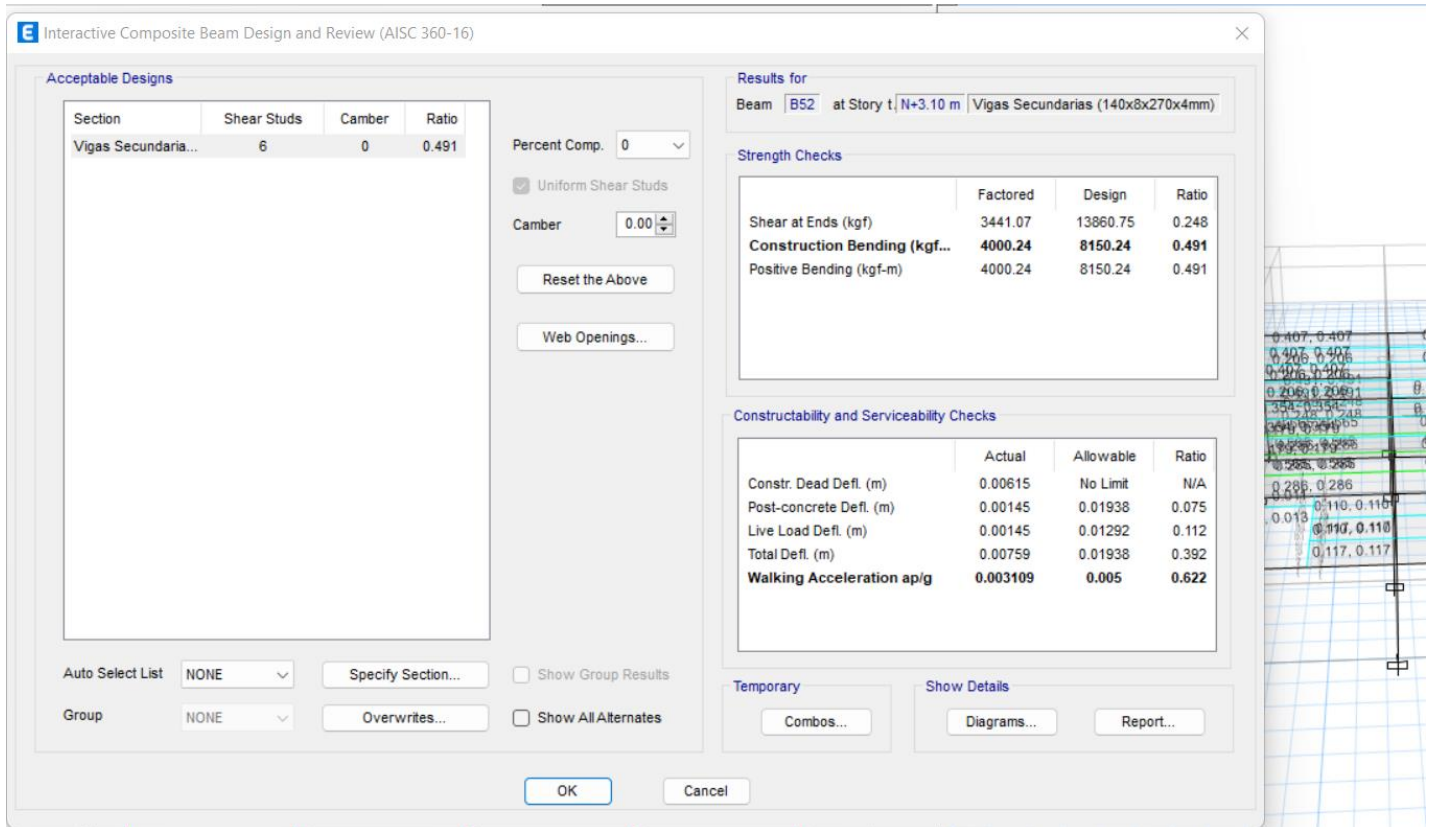 E Interactive Composite Beam Design and Review (AISC 360-16)
Acceptable Designs
Section Shear Studs Camber Ratio
Vigas Secundaria... 6 0 0.491
Percent Comp. 0
Uniform Shear Studs
Camber 0.00
Reset the Above
Web Openings...
Auto Select List NONE Specify Section... Show Group Results
Group NONE Overwrites... Show All Alternates
Results for
Beam B52 at Story t. N+3.10 m Vigas Secundarias (140x8x270x4mm)
Strength Checks
Factored Design Ratio
Shear at Ends (kgf) 3441.07 13860.75 0.248
Construction Bending (kgf... 4000.24 8150.24 0.491
Positive Bending (kgf-m) 4000.24 8150.24 0.491
Constructability and Serviceability Checks
Actual Allowable Ratio
Constr. Dead Defl. (m) 0.00615 No Limit N/A
Post-concrete Defl. (m) 0.00145 0.01938 0.075
Live Load Defl. (m) 0.00145 0.01292 0.112
Total Defl. (m) 0.00759 0.01938 0.392
Walking Acceleration ap/g 0.003109 0.005 0.622
Temporary
Combos...
Show Details
Diagrams... Report...
OK Cancel
0.407, 0.407
0.286, 0.286
0.110, 0.110
0.013
0.110, 0.110
0.117, 0.117